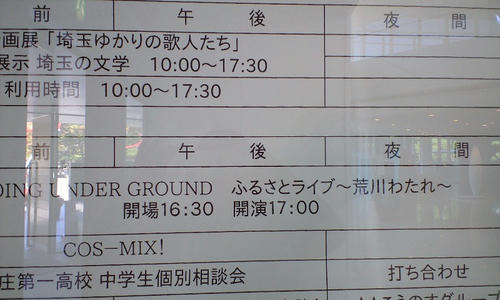 前 午 後 夜 間
画展 「埼玉ゆかりの歌人たち」
展示 埼玉の文学 10:00～17:30
利用時間 10:00～17:30
前 午 後 夜 間
DING UNDER GROUND ふるさとライブ～荒川わたれ～
開場16:30 開演17:00
COS-MIX!
庄第一高校 中学生個別相談会 打ち合わせ